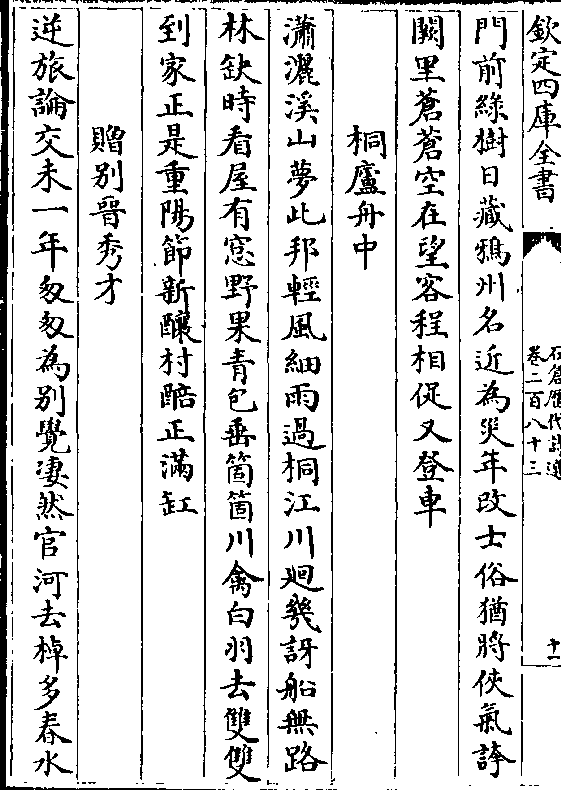 欽定四庫全書
石倉歷代詩選
卷二百八十三
十一
門前緑樹日藏鴉州名近為災年改士俗猶將俠氣誇
闕里蒼蒼空在望客程相促又登車
桐廬舟中
瀟灑溪山夢此邦輕風細雨過桐江川廻幾訝船無路
林缺時看屋有窓野果青包垂箇箇川禽白羽去雙雙
到家正是重陽節新釀村醅正滿缸
贈别晉秀才
逆旅論交未一年匆匆為别覺凄然官河去棹多春水